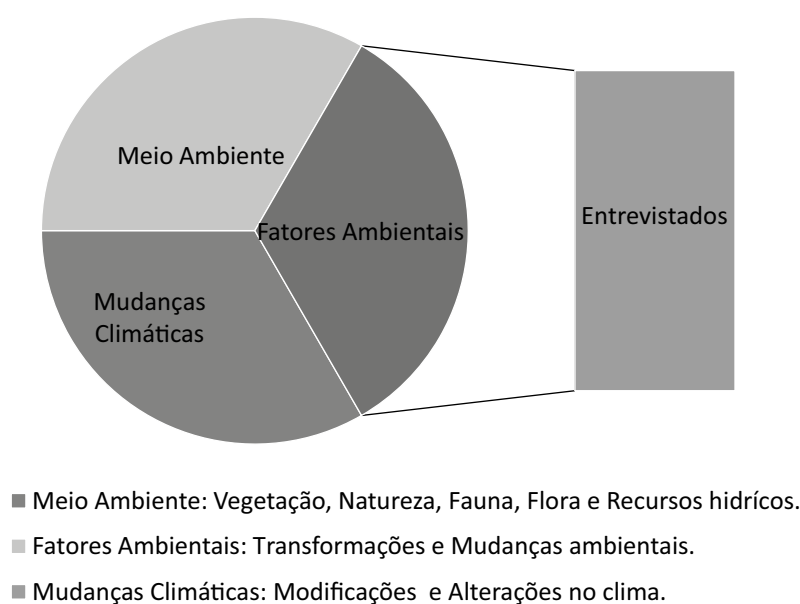 Meio Ambiente
Fatores Ambientais
Entrevistados
Mudanças
Climáticas
Meio Ambiente: Vegetação, Natureza, Fauna, Flora e Recursos hidrícos.
Fatores Ambientais: Transformações e Mudanças ambientais.
Mudanças Climáticas: Modificações e Alterações no clima.